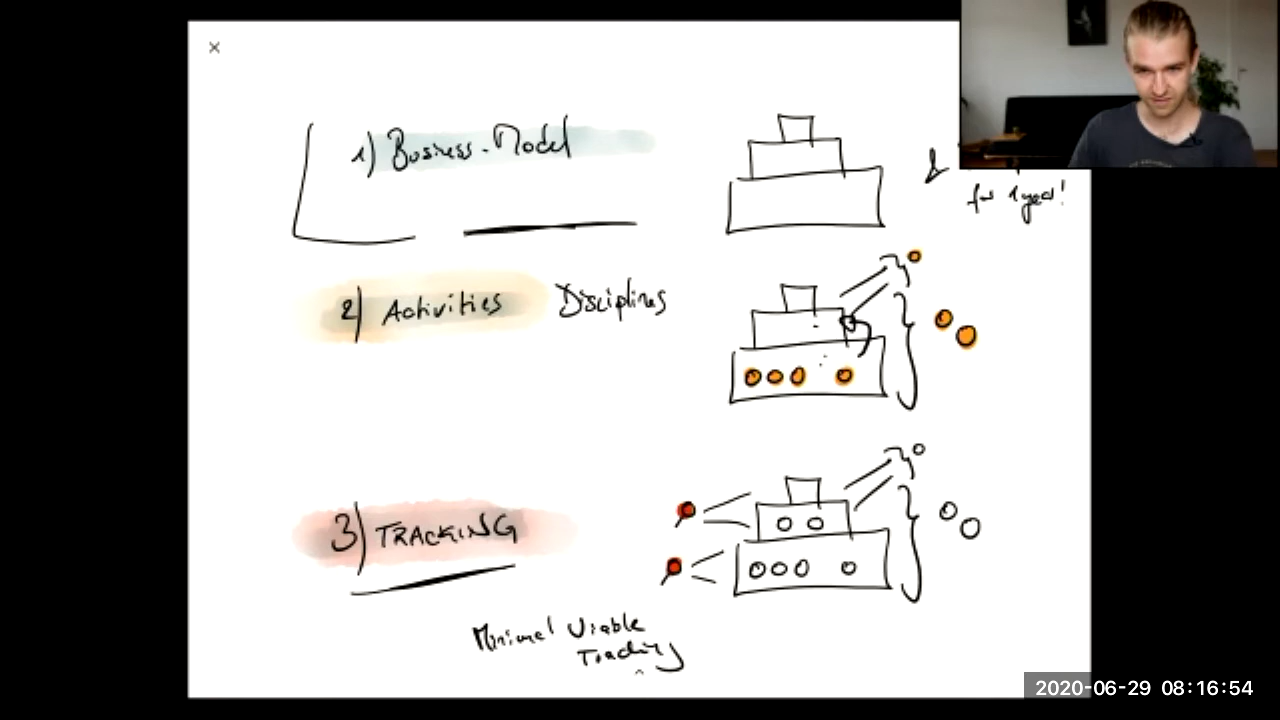 1) Business-Model
for 1 year!
2) Activities Disciplines
3) TRACKING
Minimal Viable
Tracking
2020-06-29 08:16:54